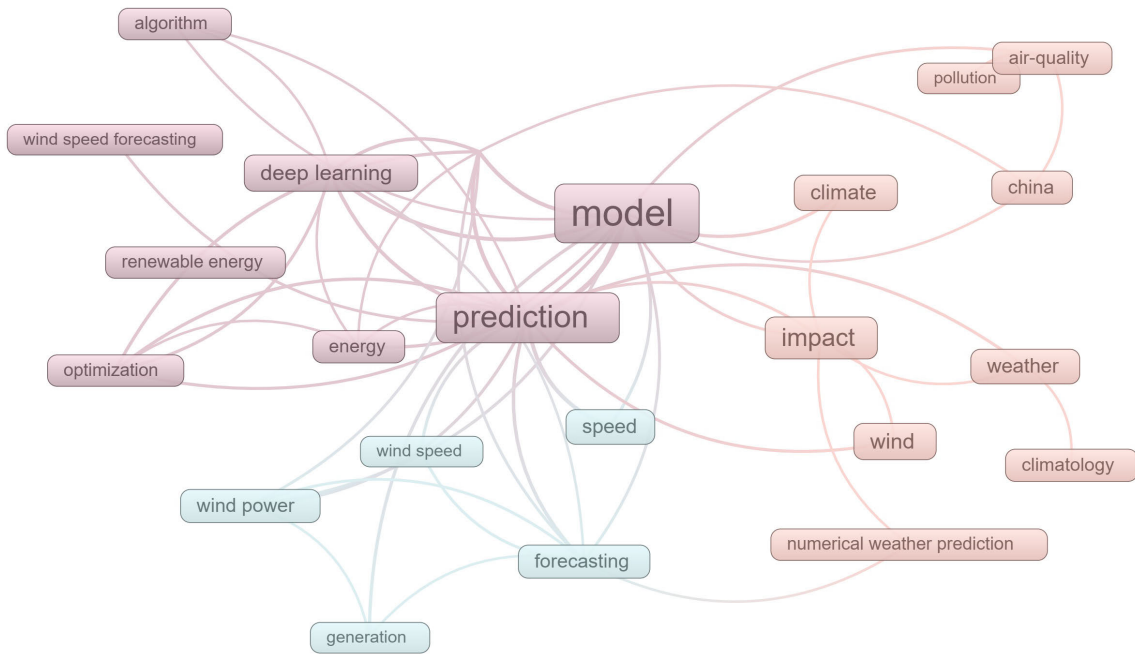 algorithm
air-quality
pollution
wind speed forecasting
deep learning
climate
china
model
renewable energy
prediction
impact
energy
optimization
weather
speed
wind
wind speed
climatology
wind power
numerical weather prediction
forecasting
generation